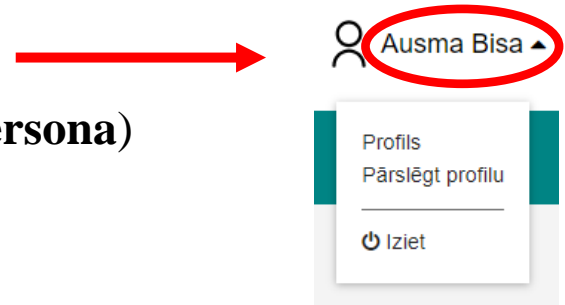 Ausma Bisa
ersona)
Profils
Pārslēgt profilu
Iziet